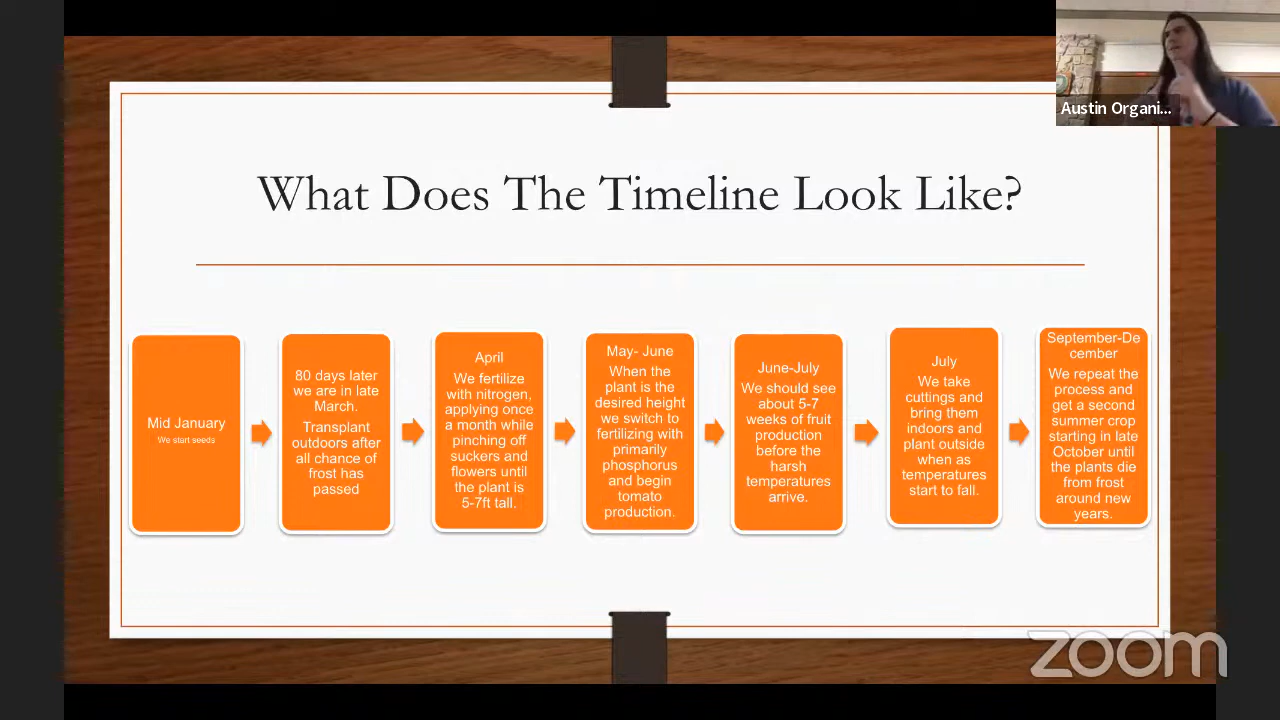 Austin Organi...
What Does The Timeline Look Like?
Mid January
We start seeds
80 days later
we are in late
March.
Transplant
outdoors after
all chance of
frost has
passed
April
We fertilize
with nitrogen,
applying once
a month while
pinching off
suckers and
flowers until
the plant is
5-7ft tall.
May- June
When the
plant is the
desired height
we switch to
fertilizing with
primarily
phosphorus
and begin
tomato
production.
June-July
We should see
about 5-7
weeks of fruit
production
before the
harsh
temperatures
arrive.
July
We take
cuttings and
bring them
indoors and
plant outside
when as
temperatures
start to fall.
September-De
cember
We repeat the
process and
get a second
summer crop
starting in late
October until
the plants die
from frost
around new
years.
zoom